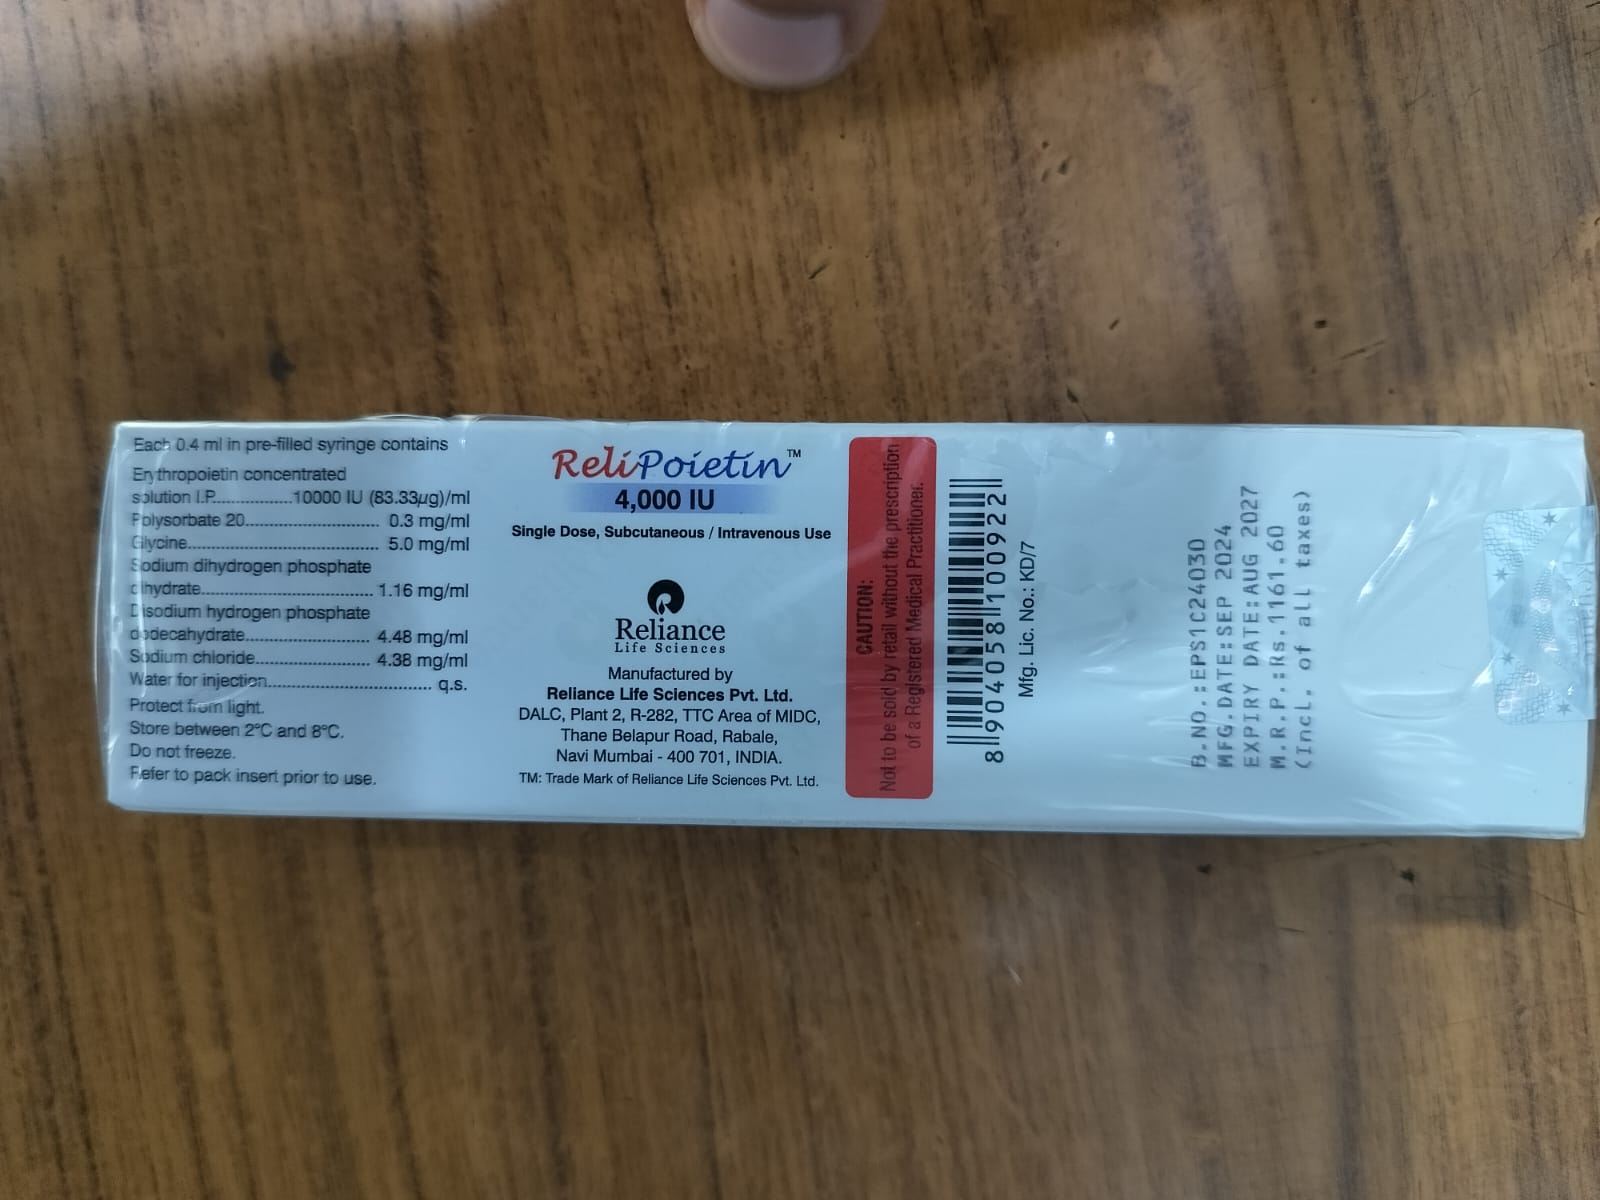 Each 0.4 ml in pre-filled syringe contains
Erythropoietin concentrated
solution I.P.................10000 IU (83.33µg)/ml
Polysorbate 20............................ 0.3 mg/ml
Glycine........................................ 5.0 mg/ml
Sodium dihydrogen phosphate
dihydrate.................................... 1.16 mg/ml
Disodium hydrogen phosphate
dodecahydrate.......................... 4.48 mg/ml
Sodium chloride........................ 4.38 mg/ml
Water for injection.................................. q.s.
Protect from light.
Store between 2°C and 8°C.
Do not freeze.
Refer to pack insert prior to use.
ReliPoietin™
4,000 IU
Single Dose, Subcutaneous / Intravenous Use
Reliance
Life Sciences
Manufactured by
Reliance Life Sciences Pvt. Ltd.
DALC, Plant 2, R-282, TTC Area of MIDC,
Thane Belapur Road, Rabale,
Navi Mumbai - 400 701, INDIA.
TM: Trade Mark of Reliance Life Sciences Pvt. Ltd.
CAUTION:
Not to be sold by retail without the prescription
of a Registered Medical Practitioner.
8 904058 100922
Mfg. Lic. No.: KD/7
B.NO.:EPS1C24030
MFG.DATE:SEP 2024
EXPIRY DATE:AUG 2027
M.R.P.:Rs.1161.60
(Incl. of all taxes)